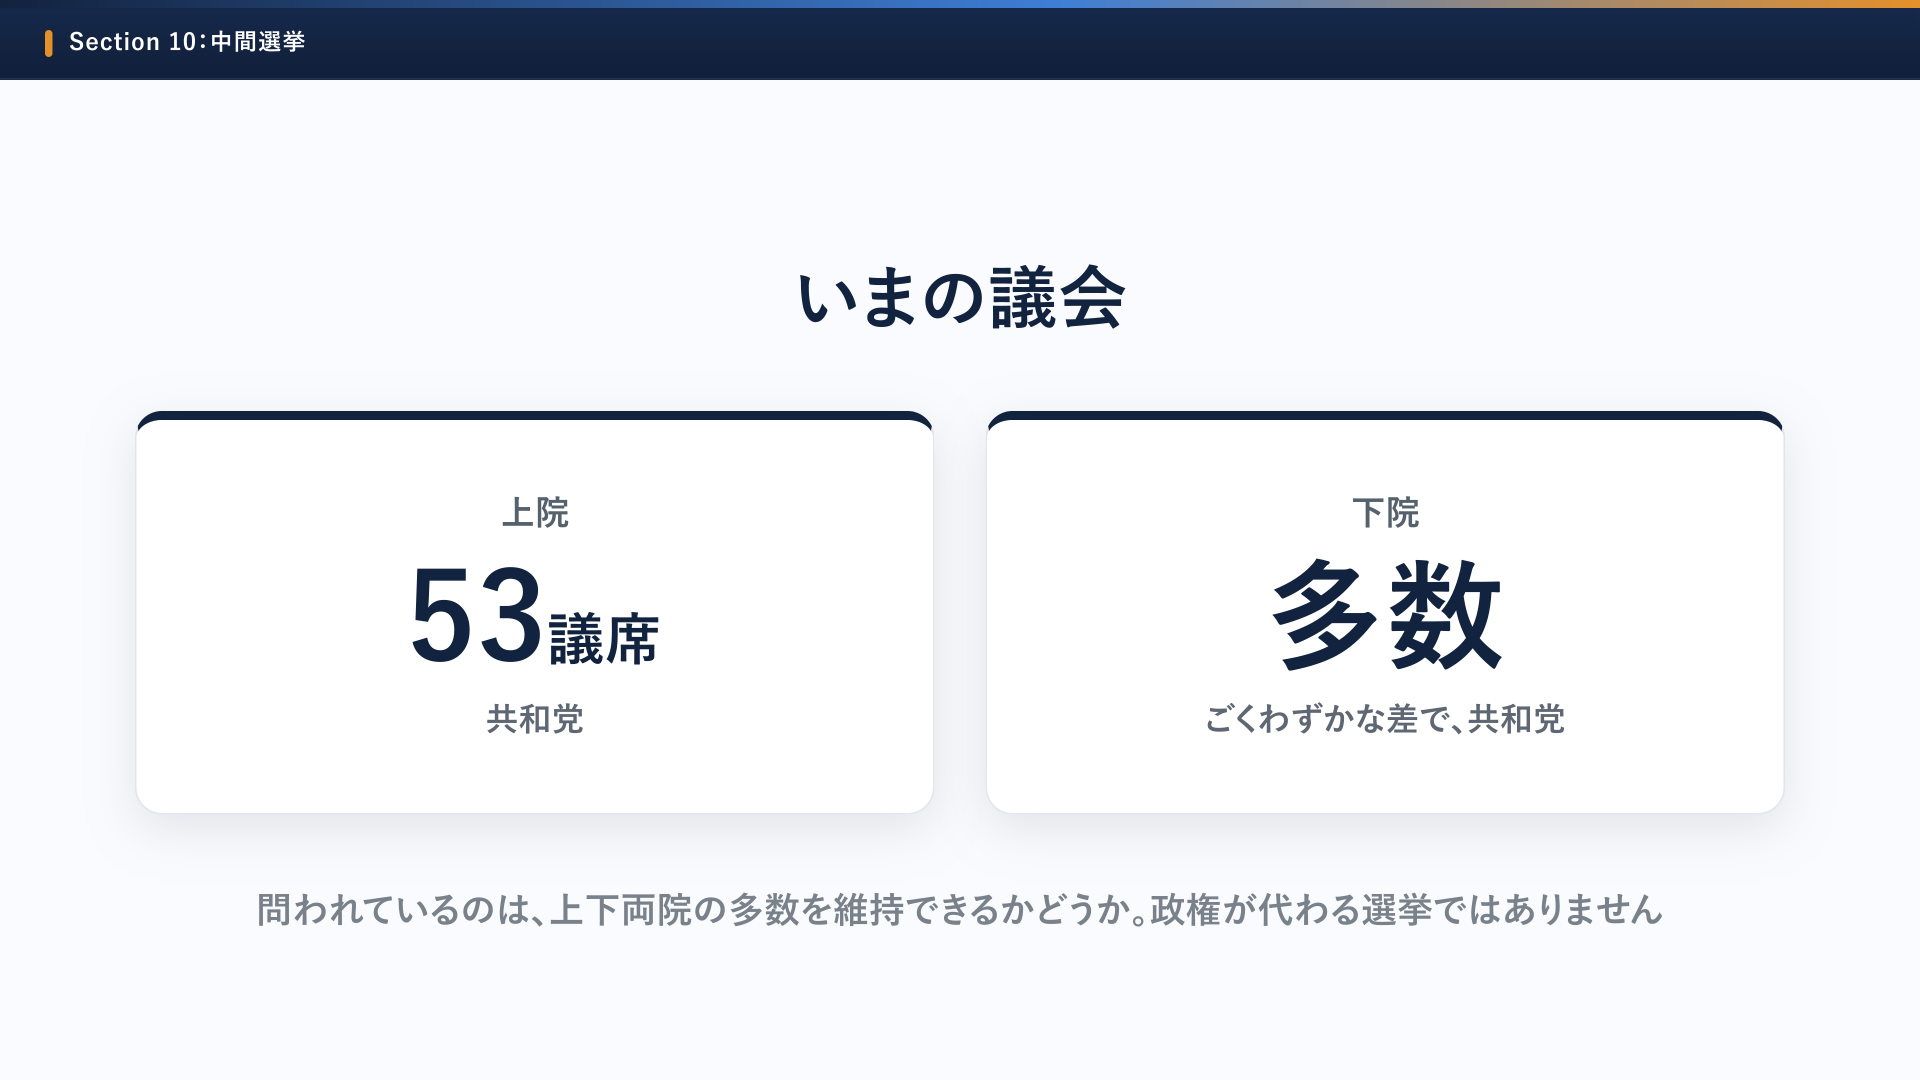 Section 10：中間選挙
いまの議会
上院
53議席
共和党
下院
多数
ごくわずかな差で、共和党
問われているのは、上下両院の多数を維持できるかどうか。政権が代わる選挙ではありません